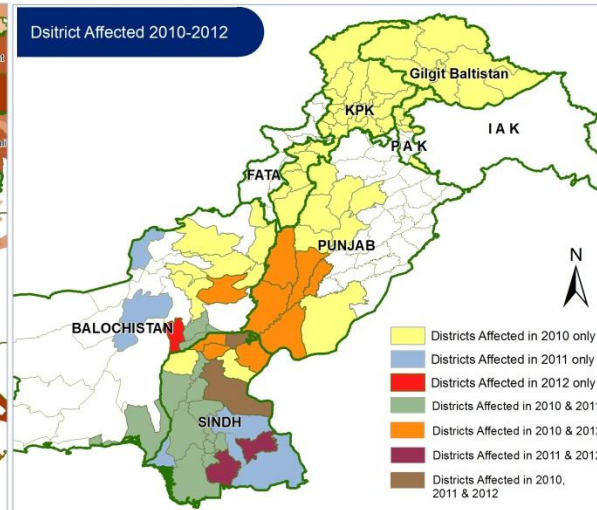 Dsitrict Affected 2010-2012
Gilgit Baltistan
KPK
I A K
P A K
FATA
PUNJAB
N
BALOCHISTAN
SINDH
Districts Affected in 2010 only
Districts Affected in 2011 only
Districts Affected in 2012 only
Districts Affected in 2010 & 2011
Districts Affected in 2010 & 2012
Districts Affected in 2011 & 2012
Districts Affected in 2010,
2011 & 2012